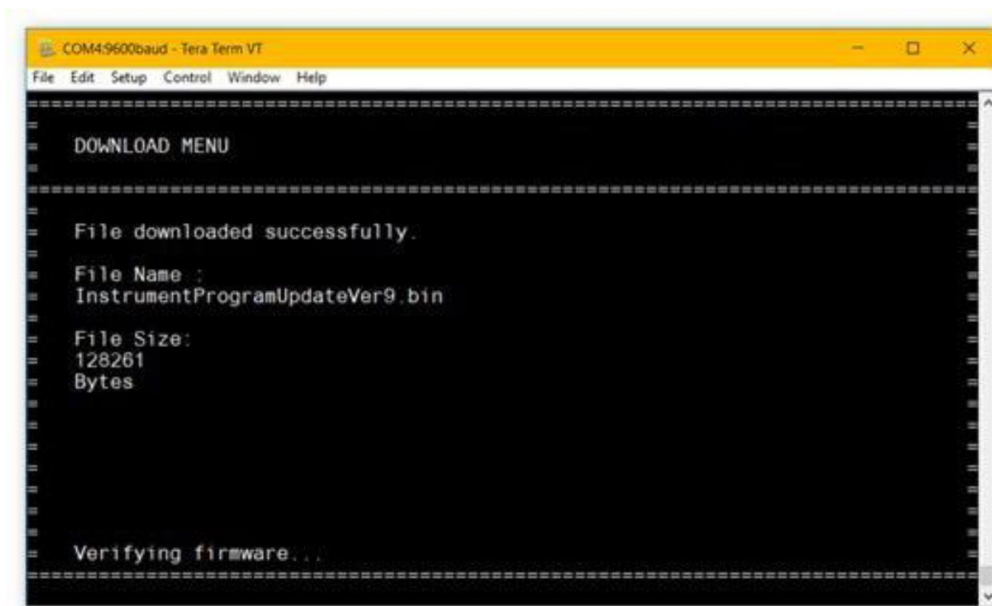 COM4:9600baud - Tera Term VT
File Edit Setup Control Window Help
DOWNLOAD MENU
File downloaded successfully.
File Name :
InstrumentProgramUpdateVer9.bin
File Size:
128261
Bytes
Verifying firmware...